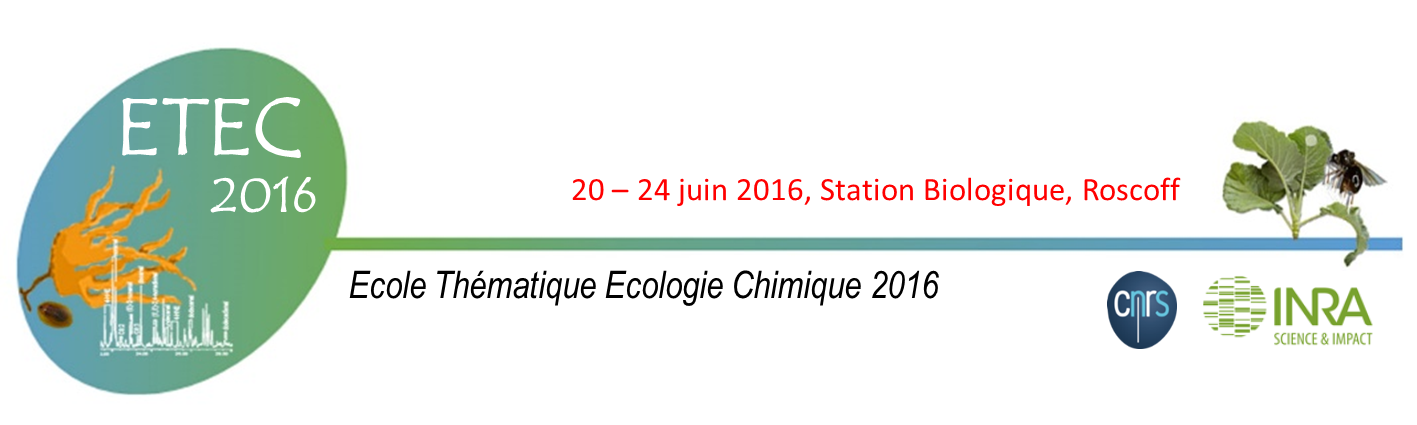 ETEC
2016
20 – 24 juin 2016, Station Biologique, Roscoff
Ecole Thématique Ecologie Chimique 2016
cnrs
INRA
SCIENCE & IMPACT